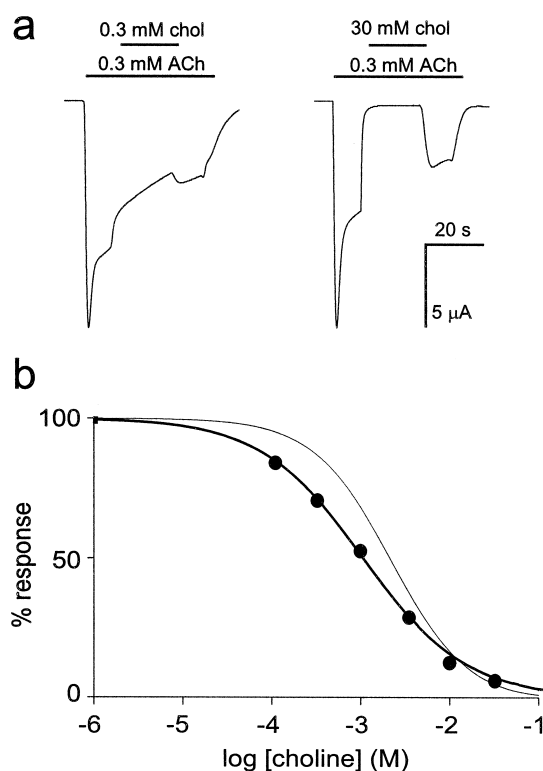 a
0.3 mM chol
0.3 mM ACh
30 mM chol
0.3 mM ACh
20 s
5 μA
b
100
50
0
% response
-6 -5 -4 -3 -2 -1
log [choline] (M)